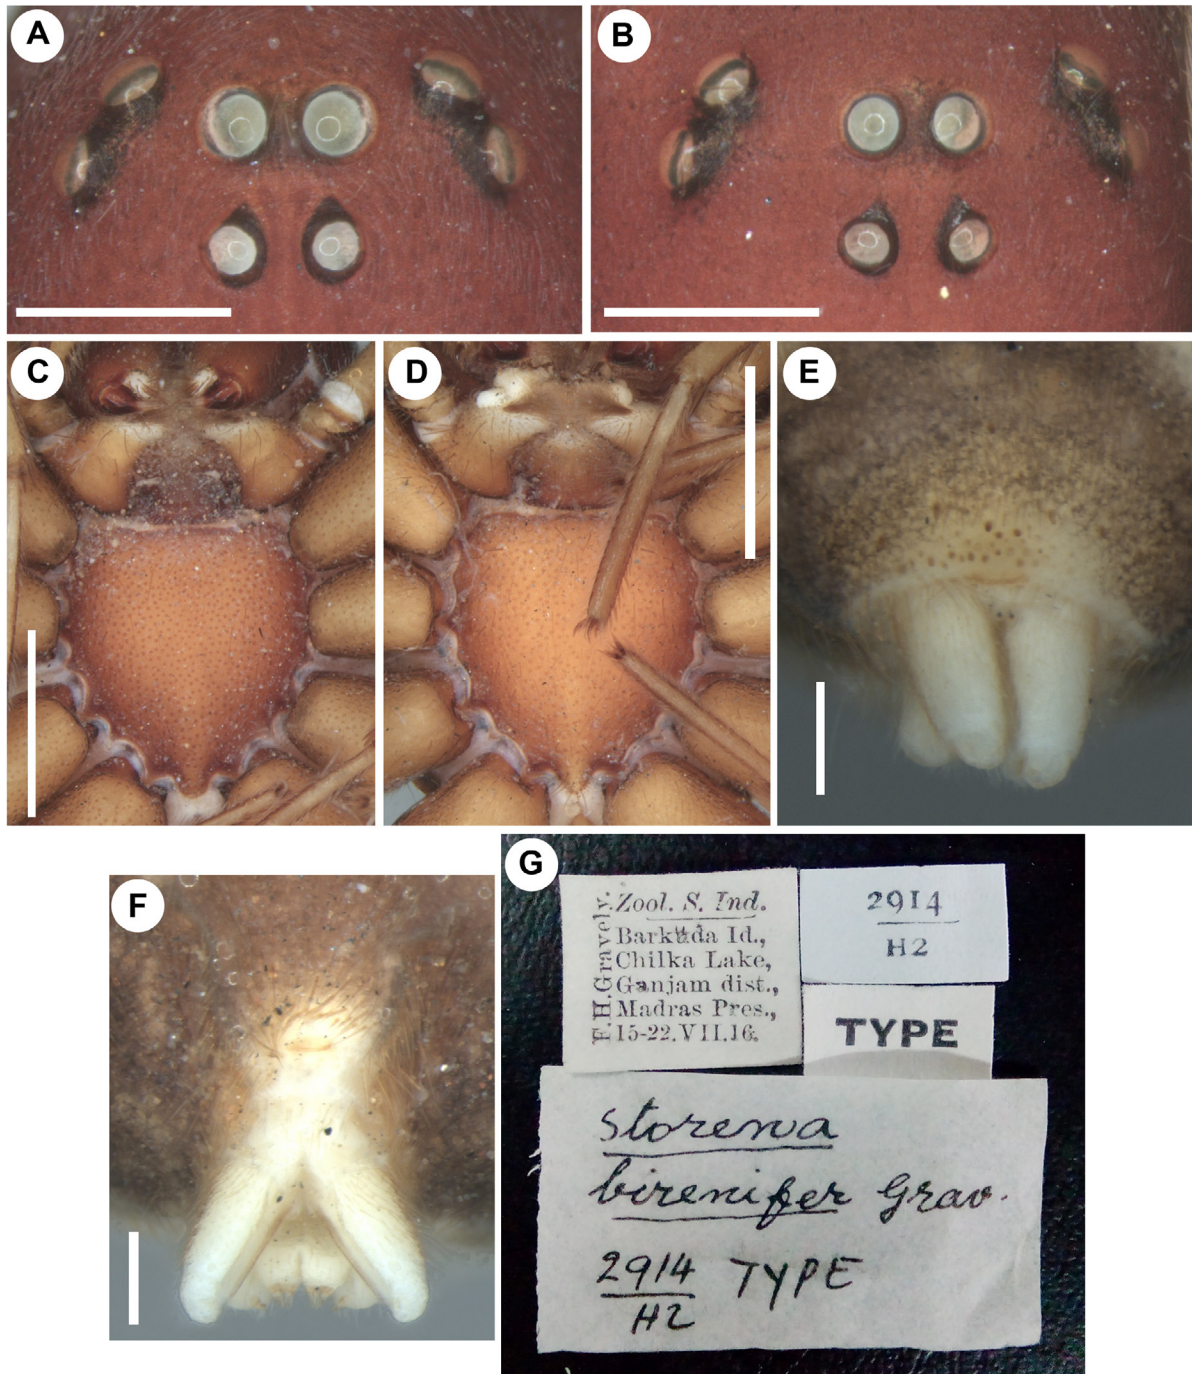 A
B
C
D
E
F
G
F.H.Gravely.
Zool. S. Ind.
Barkuda Id.,
Chilka Lake,
Ganjam dist.,
Madras Pres.,
15-22.VII.16.
2914
H2
TYPE
Storena
birenifer Grav.
2914 TYPE
H2